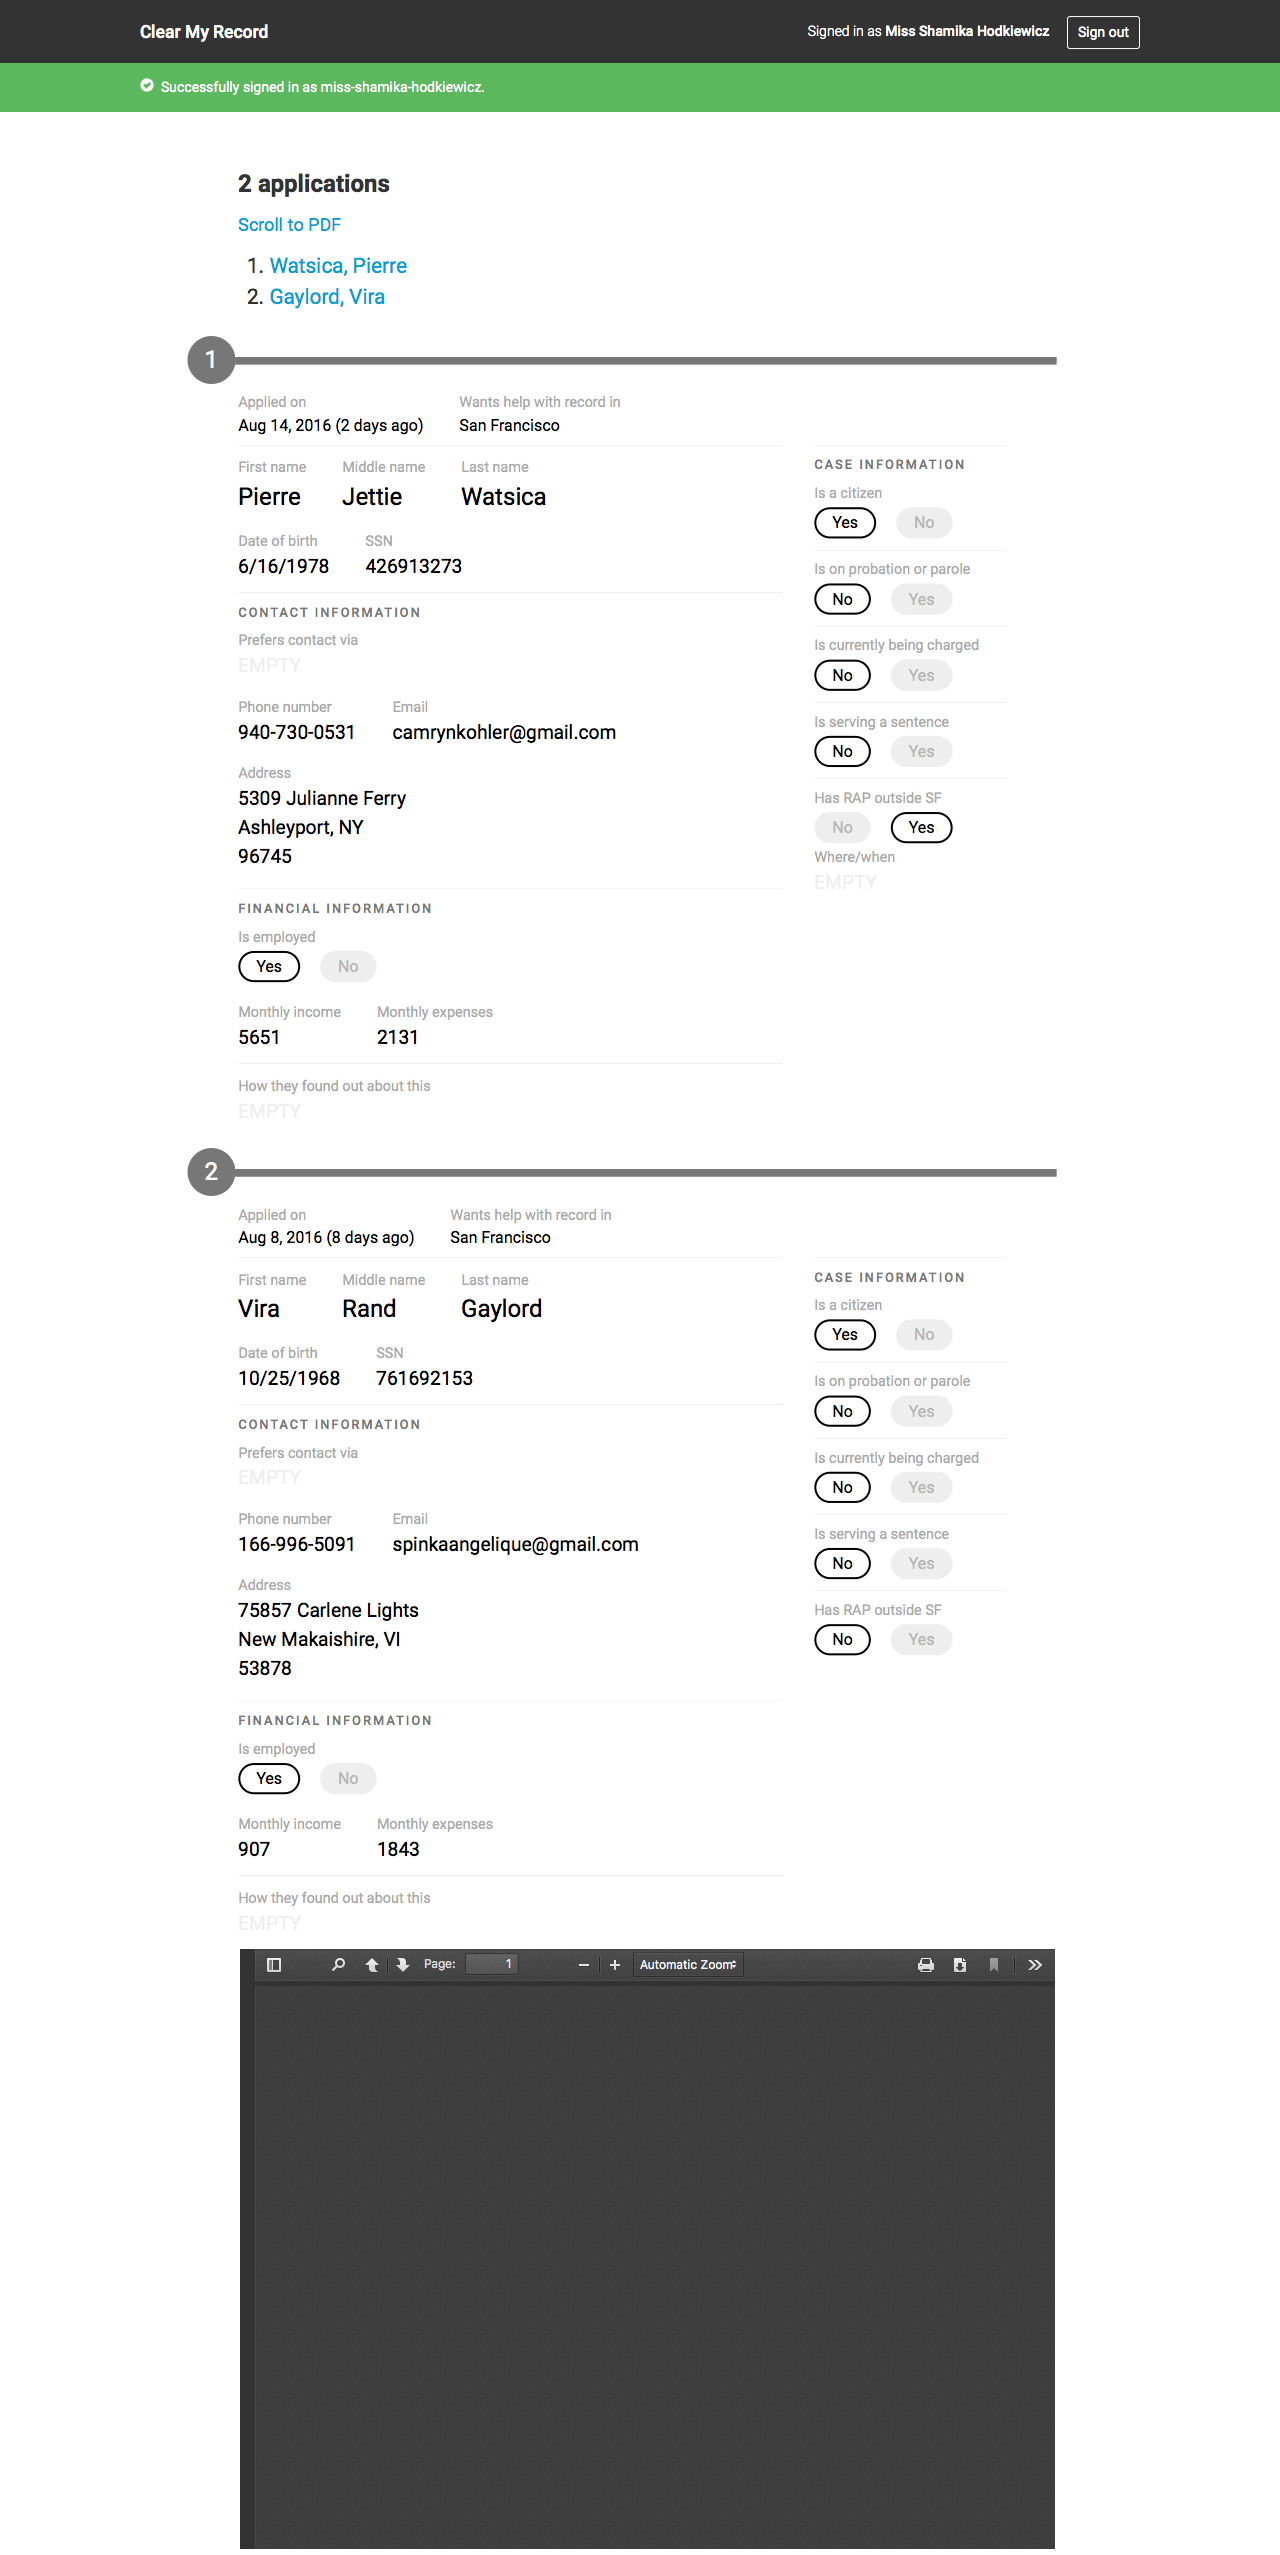 Clear My Record
Signed in as Miss Shamika Hodkiewicz
Sign out
Successfully signed in as miss-shamika-hodkiewicz.
2 applications
Scroll to PDF
1. Watsica, Pierre
2. Gaylord, Vira
1
Applied on
Wants help with record in
Aug 14, 2016 (2 days ago)
San Francisco
First name
Middle name
Last name
Pierre
Jettie
Watsica
Date of birth
SSN
6/16/1978
426913273
CONTACT INFORMATION
Prefers contact via
EMPTY
Phone number
Email
940-730-0531
camrynkohler@gmail.com
Address
5309 Julianne Ferry
Ashleyport, NY
96745
FINANCIAL INFORMATION
Is employed
Yes
No
Monthly income
Monthly expenses
5651
2131
How they found out about this
EMPTY
CASE INFORMATION
Is a citizen
Yes
No
Is on probation or parole
No
Yes
Is currently being charged
No
Yes
Is serving a sentence
No
Yes
Has RAP outside SF
No
Yes
Where/when
EMPTY
2
Applied on
Wants help with record in
Aug 8, 2016 (8 days ago)
San Francisco
First name
Middle name
Last name
Vira
Rand
Gaylord
Date of birth
SSN
10/25/1968
761692153
CONTACT INFORMATION
Prefers contact via
EMPTY
Phone number
Email
166-996-5091
spinkaangelique@gmail.com
Address
75857 Carlene Lights
New Makaishire, VI
53878
FINANCIAL INFORMATION
Is employed
Yes
No
Monthly income
Monthly expenses
907
1843
How they found out about this
EMPTY
CASE INFORMATION
Is a citizen
Yes
No
Is on probation or parole
No
Yes
Is currently being charged
No
Yes
Is serving a sentence
No
Yes
Has RAP outside SF
No
Yes
Page: 1
Automatic Zoom